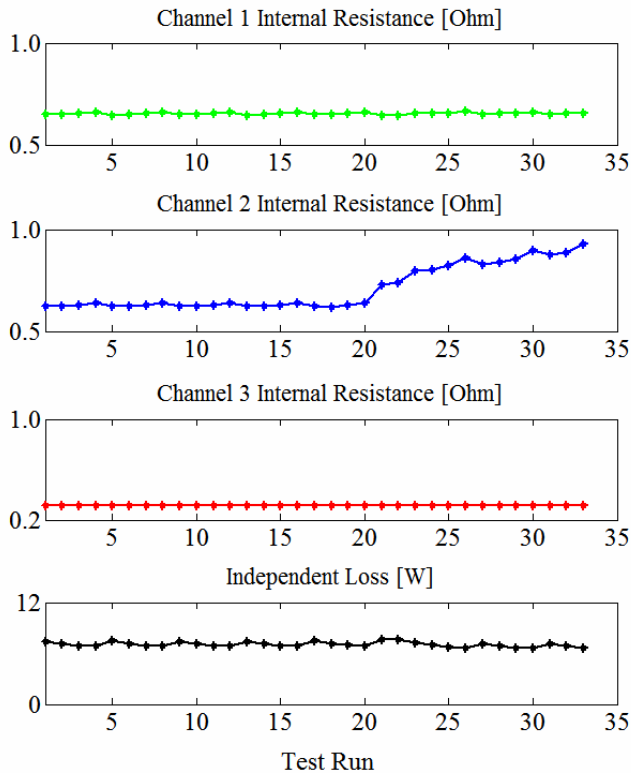 Channel 1 Internal Resistance [Ohm]
1.0
0.5
5 10 15 20 25 30 35
Channel 2 Internal Resistance [Ohm]
1.0
0.5
5 10 15 20 25 30 35
Channel 3 Internal Resistance [Ohm]
1.0
0.2
5 10 15 20 25 30 35
Independent Loss [W]
12
0
5 10 15 20 25 30 35
Test Run